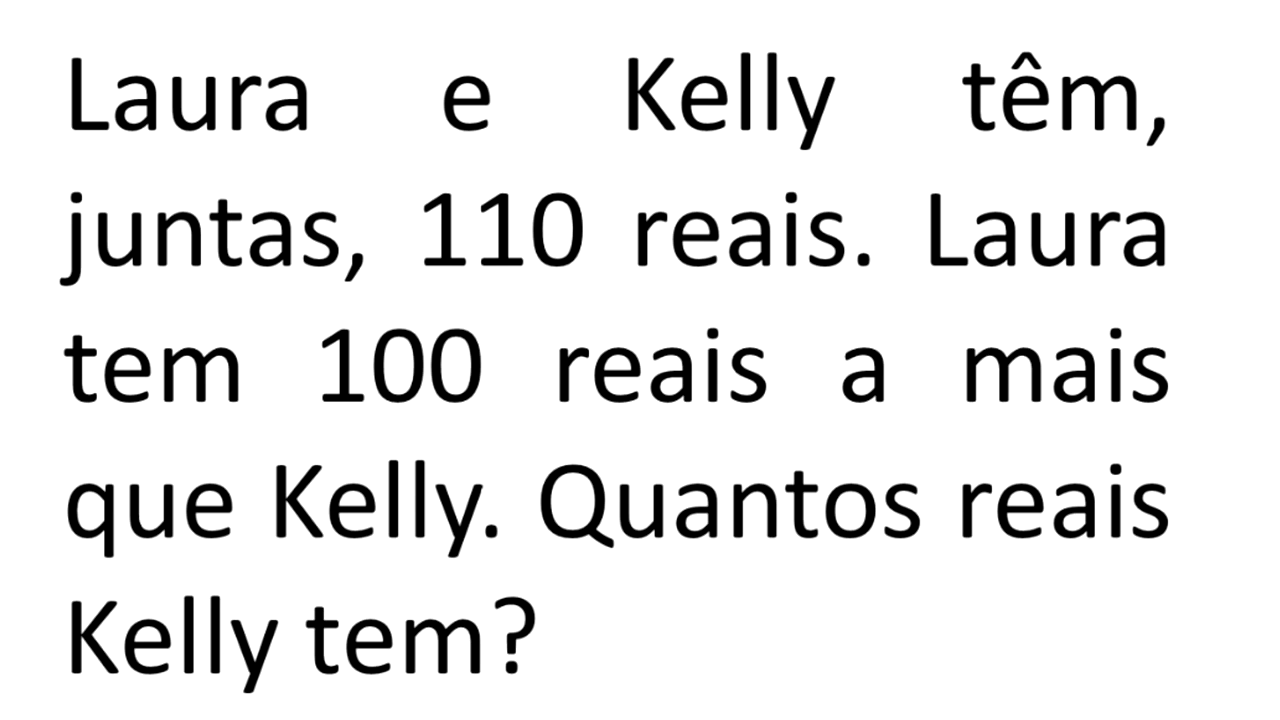 Laura e Kelly têm,
juntas, 110 reais. Laura
tem 100 reais a mais
que Kelly. Quantos reais
Kelly tem?